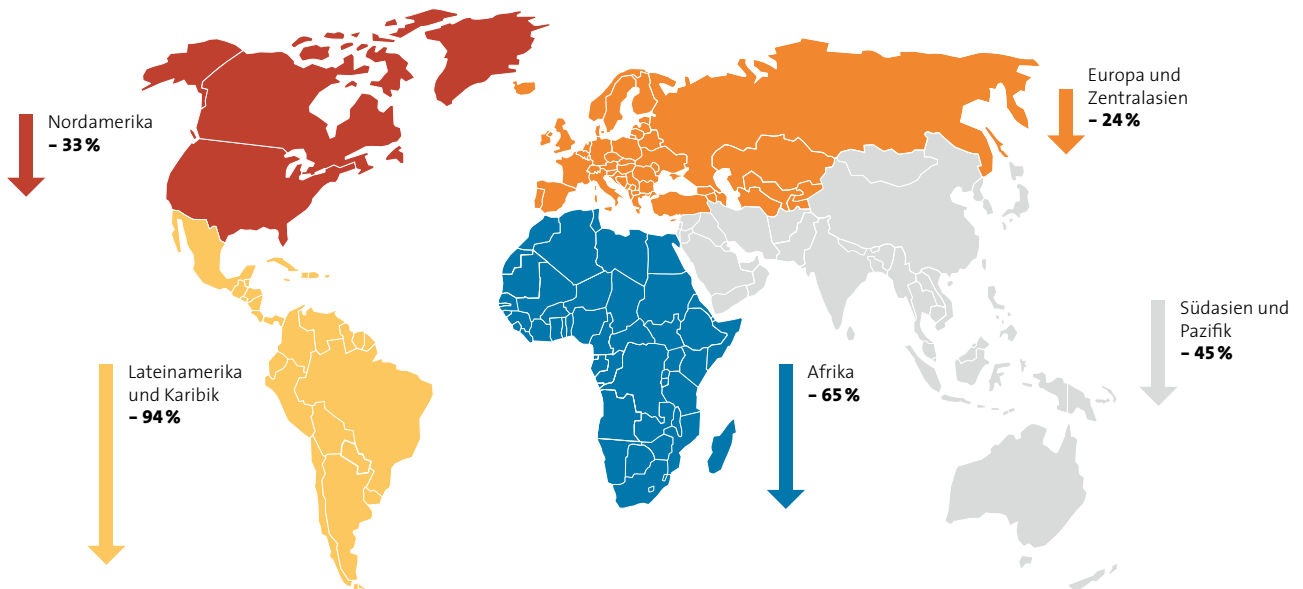 Nordamerika
– 33 %
Europa und
Zentralasien
– 24 %
Lateinamerika
und Karibik
– 94 %
Afrika
– 65 %
Südasien und
Pazifik
– 45 %